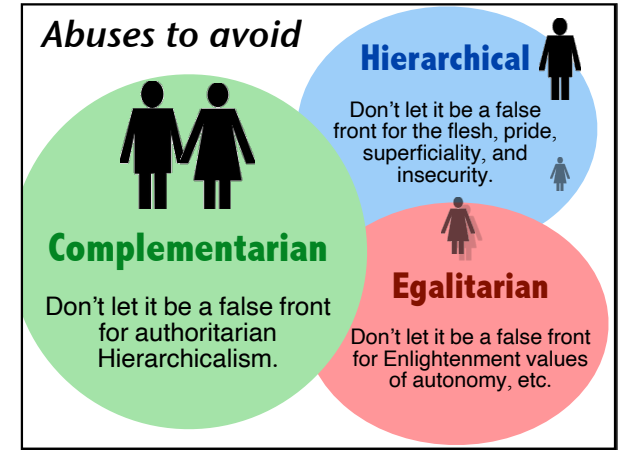 Abuses to avoid
Hierarchical
Don’t let it be a false
front for the flesh, pride,
superficiality, and
insecurity.
Complementarian
Don’t let it be a false front
for authoritarian
Hierarchicalism.
Egalitarian
Don’t let it be a false front
for Enlightenment values
of autonomy, etc.